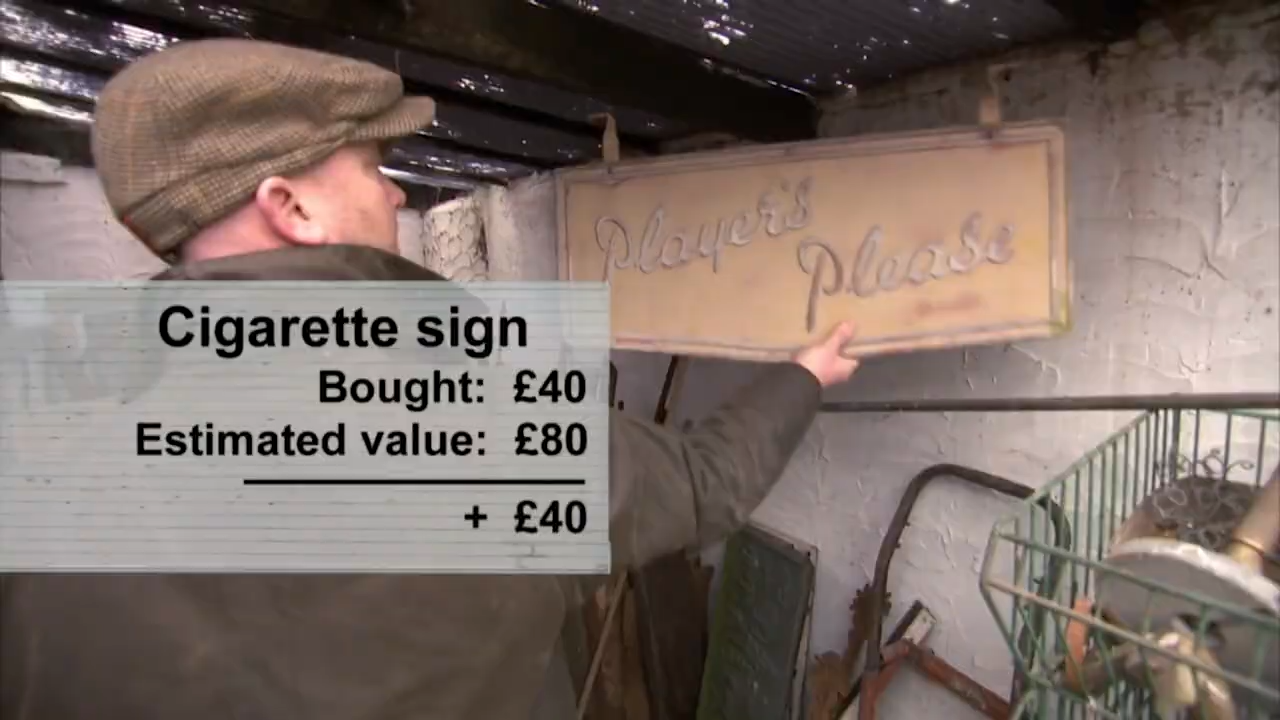 Player's
Please
Cigarette sign
Bought: £40
Estimated value: £80
+ £40